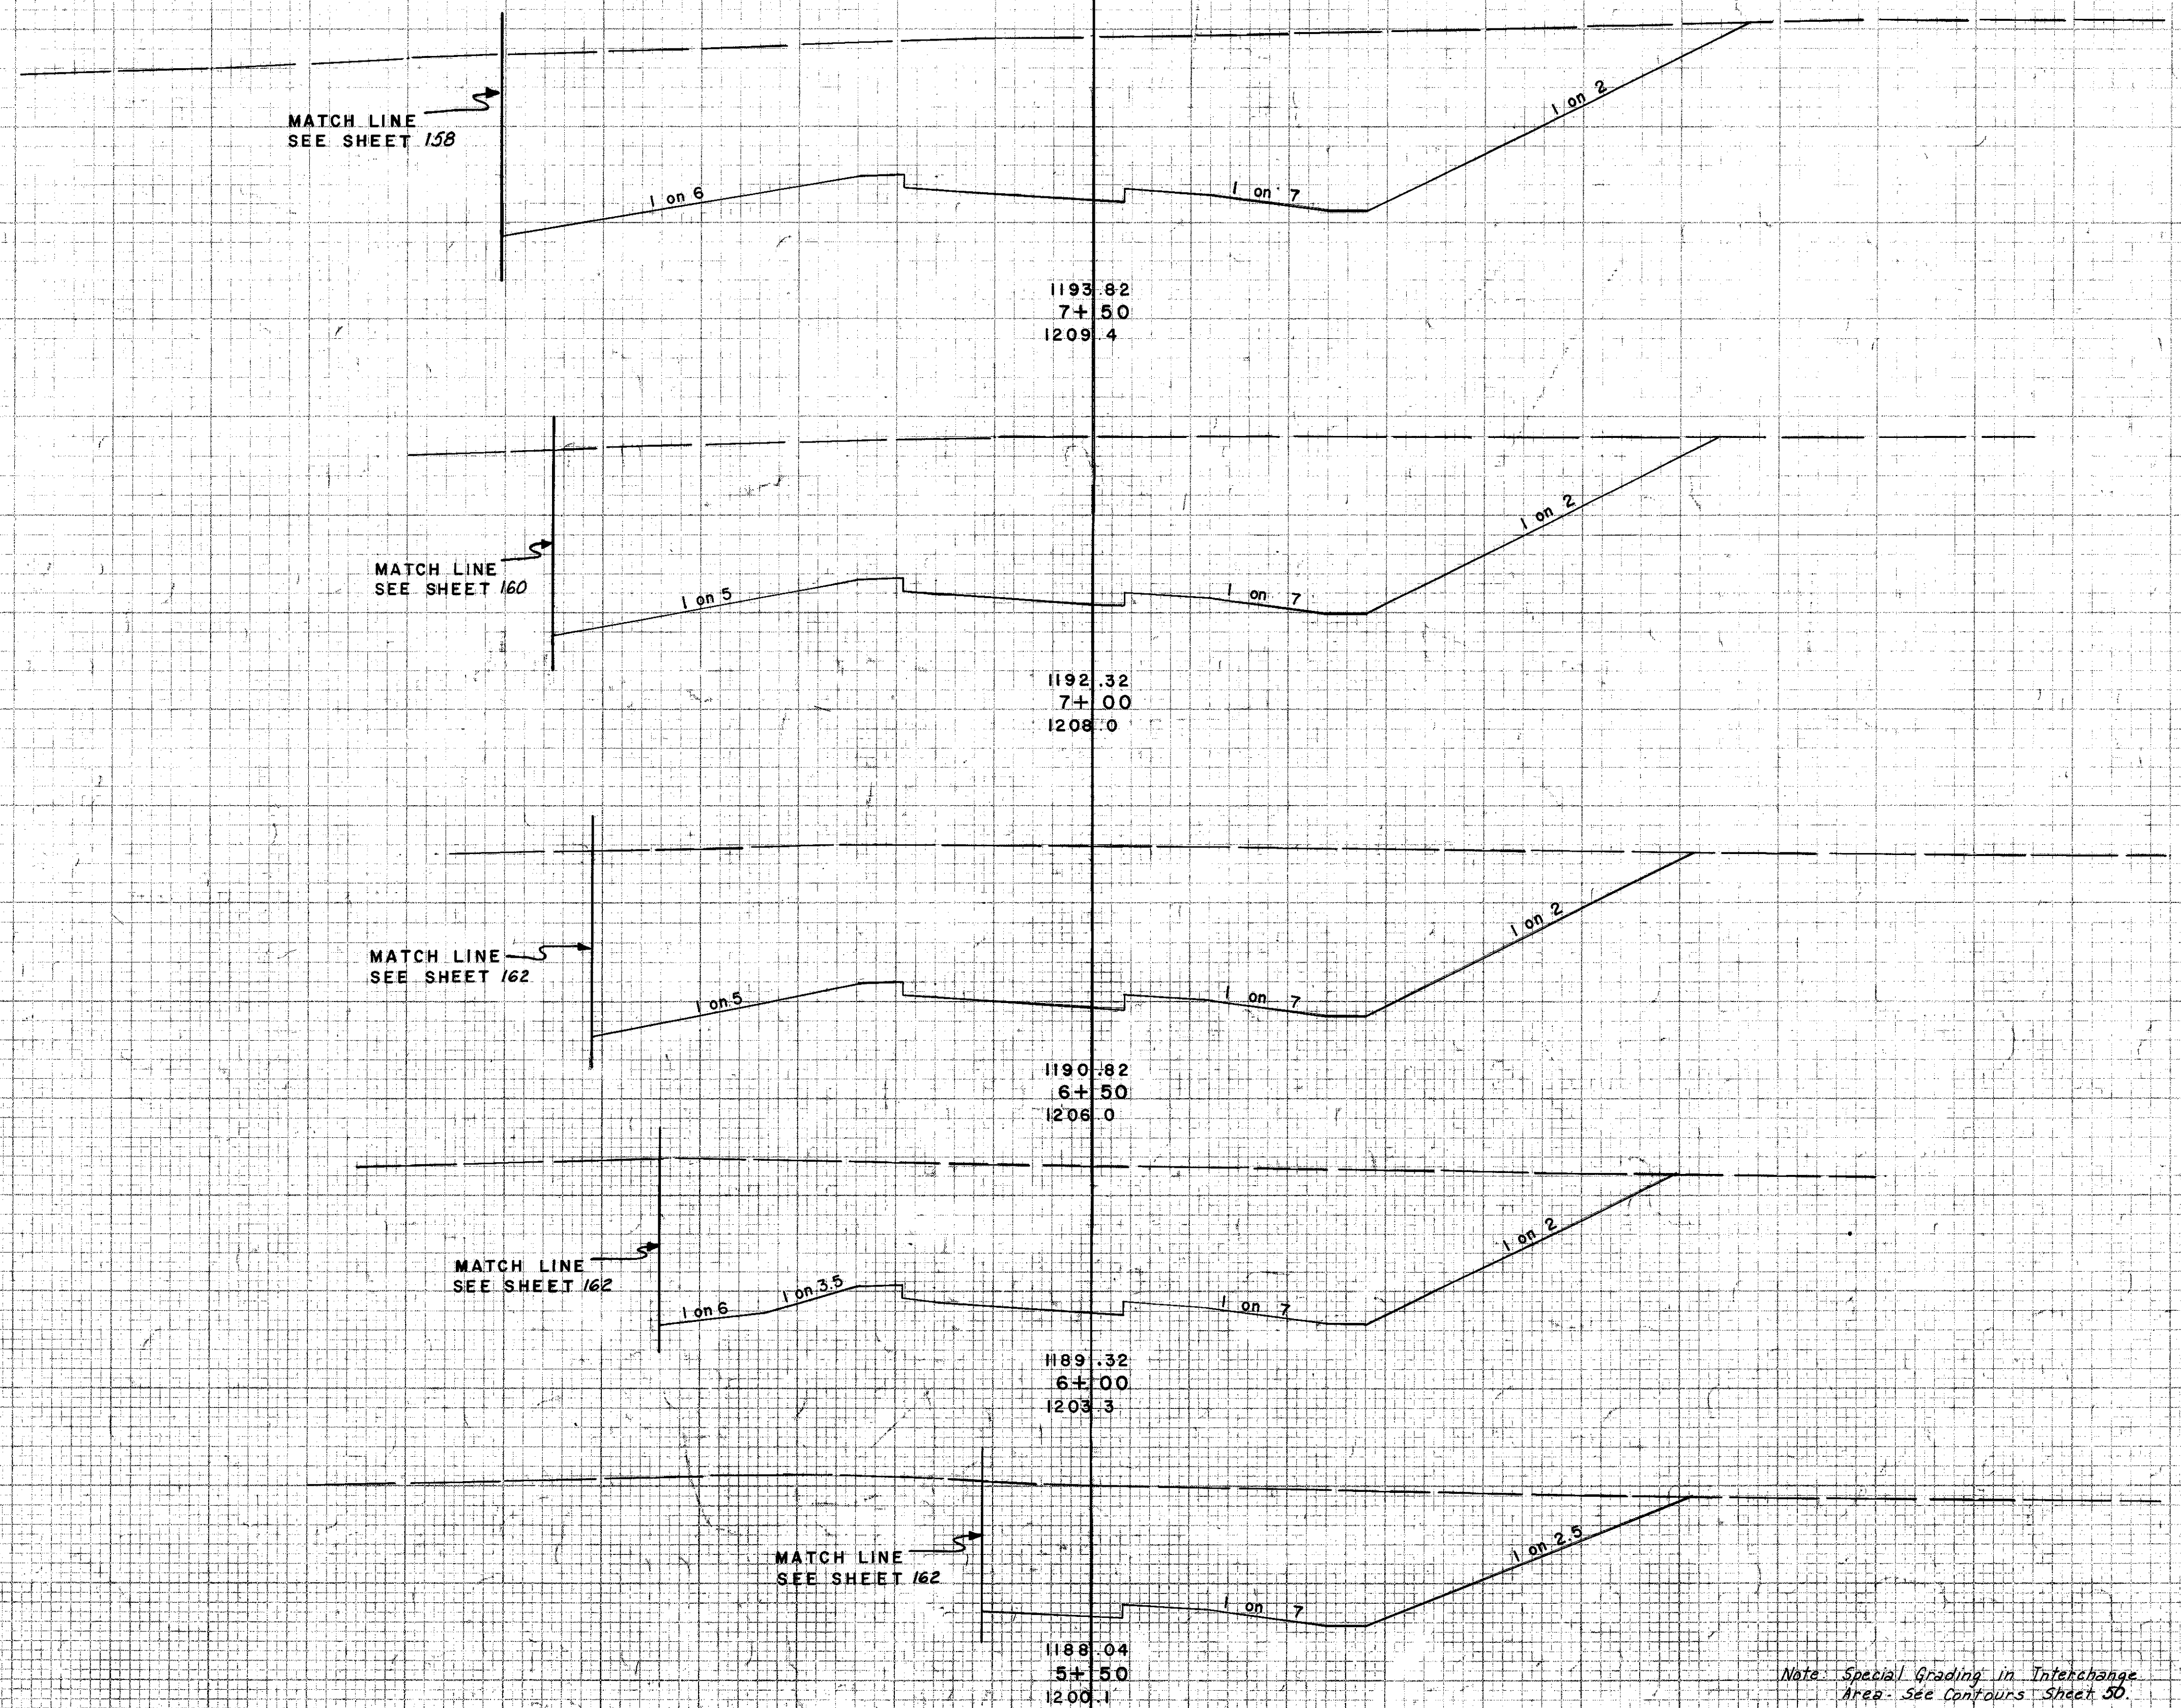 MATCH LINE
SEE SHEET 158
1 on 2
1 on 6
1 on 7
1193.82
7+50
1209.4
MATCH LINE
SEE SHEET 160
1 on 2
1 on 5
1 on 7
1192.32
7+00
1208.0
MATCH LINE
SEE SHEET 162
1 on 2
1 on 5
1 on 7
1190.82
6+50
1206.0
MATCH LINE
SEE SHEET 162
1 on 2
1 on 6
1 on 3.5
1 on 7
1189.32
6+00
1203.3
MATCH LINE
SEE SHEET 162
1 on 2.5
1 on 7
1188.04
5+50
1200.1
Note: Special Grading in Interchange
Area - See Contours Sheet 50.